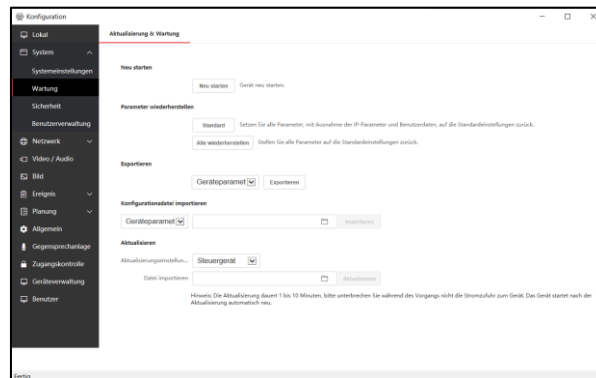 Konfiguration
Lokal
System
Systemeinstellungen
Wartung
Sicherheit
Benutzerverwaltung
Netzwerk
Video / Audio
Bild
Ereignis
Planung
Allgemein
Gegensprechanlage
Zugangskontrolle
Geräteverwaltung
Benutzer
Aktualisierung & Wartung
Neu starten
Neu starten Gerät neu starten.
Parameter wiederherstellen
Standard Setzen Sie alle Parameter, mit Ausnahme der IP-Parameter und Benutzerdaten, auf die Standardeinstellungen zurück.
Alle wiederherstellen Stellen Sie alle Parameter auf die Standardeinstellungen zurück.
Exportieren
Geräteparamet Exportieren
Konfigurationsdatei importieren
Geräteparamet Importieren
Aktualisieren
Aktualisierungseinstellun... Steuergerät
Datei importieren Aktualisieren
Hinweis: Die Aktualisierung dauert 1 bis 10 Minuten, bitte unterbrechen Sie während des Vorgangs nicht die Stromzufuhr zum Gerät. Das Gerät startet nach der
Aktualisierung automatisch neu.
Fertig